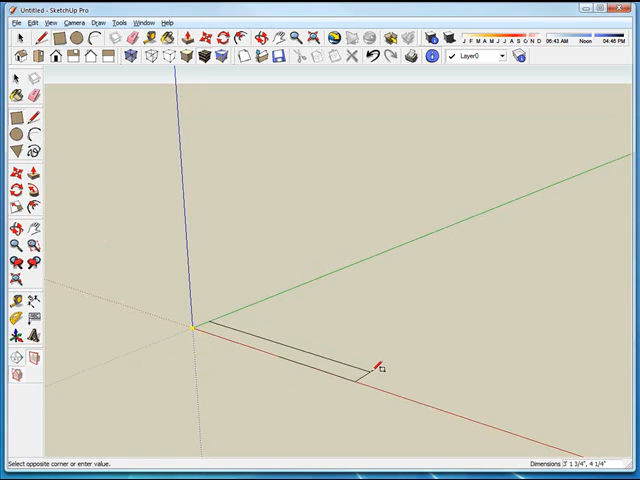 Untitled - SketchUp Pro
File Edit View Camera Draw Tools Window Help
J F M A M J J A S O N D 06:43 AM Noon 04:46 PM
Layer0
Select opposite corner or enter value. Dimensions 3' 1 3/4", 4 1/4"